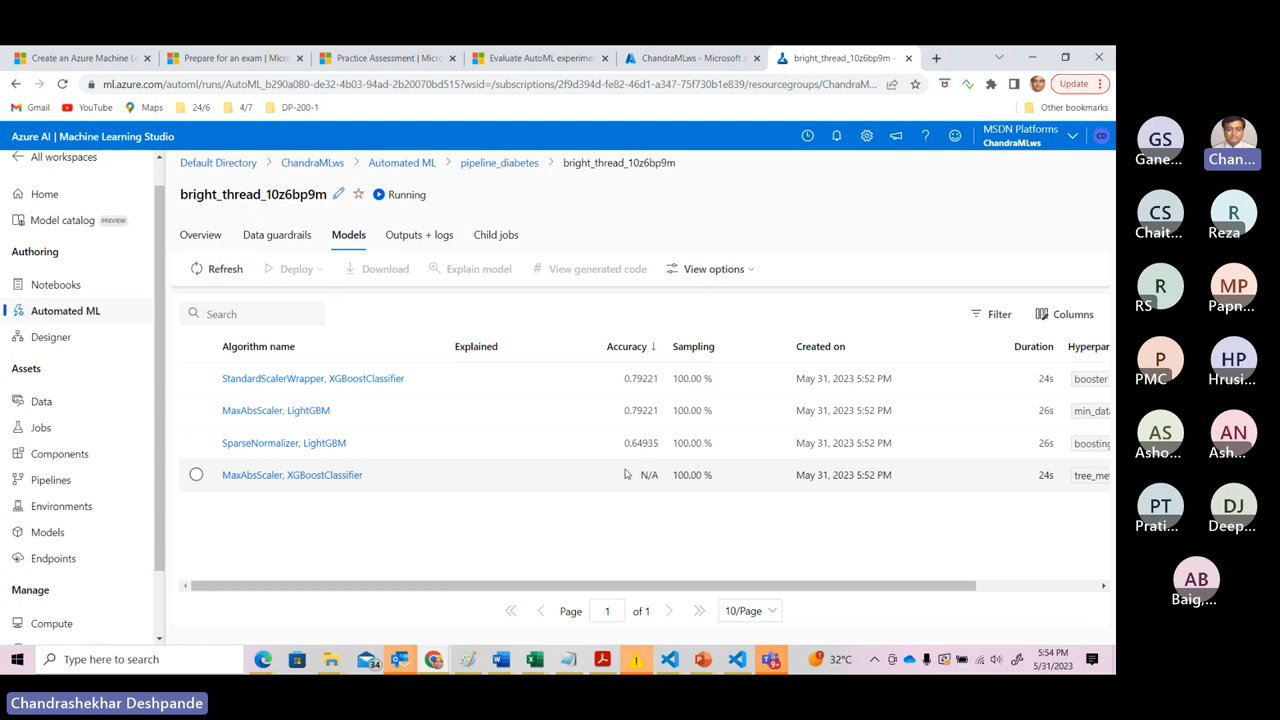 Create an Azure Machine Le
Prepare for an exam | Micro
Practice Assessment | Micro
Evaluate AutoML experimen
ChandraMLws - Microsoft A
bright_thread_10z6bp9m -
ml.azure.com/automl/runs/AutoML_b290a080-de32-4b03-94ad-2b20070bd515?wsid=/subscriptions/2f9d394d-fe82-46d1-a347-75f730b1e839/resourcegroups/ChandraM...
Update
Gmail
YouTube
Maps
24/6
4/7
DP-200-1
Other bookmarks
Azure AI | Machine Learning Studio
MSDN Platforms
ChandraMLws
CD
All workspaces
Home
Model catalog PREVIEW
Authoring
Notebooks
Automated ML
Designer
Assets
Data
Jobs
Components
Pipelines
Environments
Models
Endpoints
Manage
Compute
Default Directory > ChandraMLws > Automated ML > pipeline_diabetes > bright_thread_10z6bp9m
bright_thread_10z6bp9m Running
Overview Data guardrails Models Outputs + logs Child jobs
Refresh Deploy Download Explain model View generated code View options
Search Filter Columns
Algorithm name Explained Accuracy ↓ Sampling Created on Duration Hyperpar
StandardScalerWrapper, XGBoostClassifier 0.79221 100.00 % May 31, 2023 5:52 PM 24s booster
MaxAbsScaler, LightGBM 0.79221 100.00 % May 31, 2023 5:52 PM 26s min_data
SparseNormalizer, LightGBM 0.64935 100.00 % May 31, 2023 5:52 PM 26s boosting
MaxAbsScaler, XGBoostClassifier N/A 100.00 % May 31, 2023 5:52 PM 24s tree_met
Page 1 of 1 10/Page
Type here to search
34
9+
32°C
5:54 PM
5/31/2023
GS
Gane...
Chan...
CS
Chait...
R
Reza
R
RS
MP
Papn...
P
PMC
HP
Hrusi...
AS
Asho...
AN
Ash...
PT
Prati...
DJ
Deep...
AB
Baig,...
Chandrashekhar Deshpande